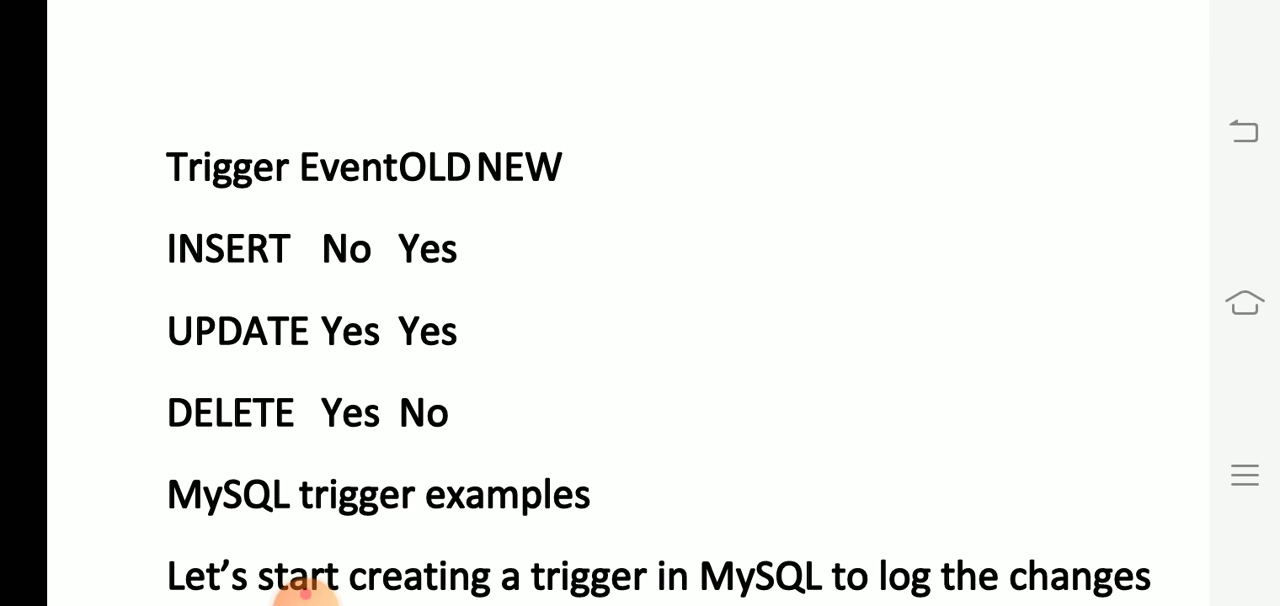 Trigger EventOLD NEW
INSERT No Yes
UPDATE Yes Yes
DELETE Yes No
MySQL trigger examples
Let’s start creating a trigger in MySQL to log the changes